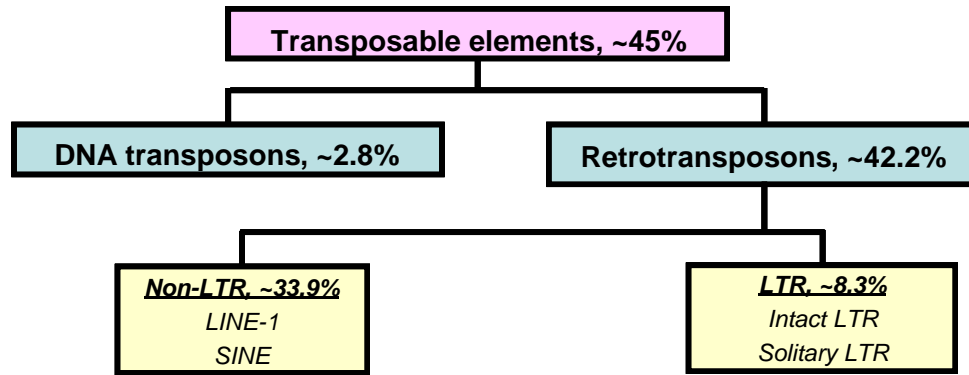 Transposable elements, ~45%
DNA transposons, ~2.8%
Retrotransposons, ~42.2%
Non-LTR, ~33.9%
LINE-1
SINE
LTR, ~8.3%
Intact LTR
Solitary LTR